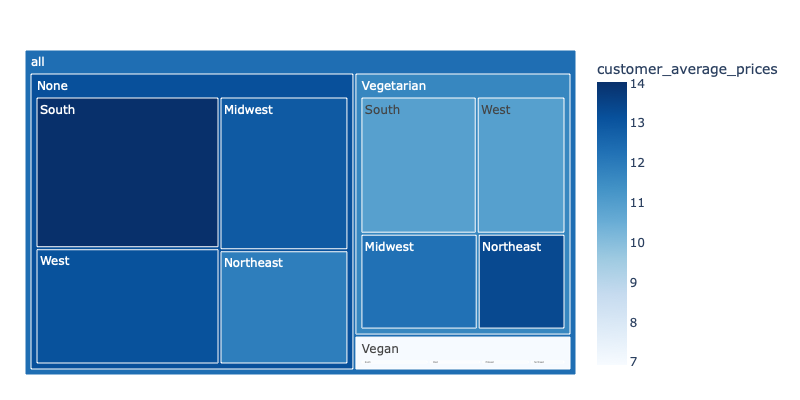 all
None
South
Midwest
West
Northeast
Vegetarian
South
West
Midwest
Northeast
Vegan
customer_average_prices
14
13
12
11
10
9
8
7